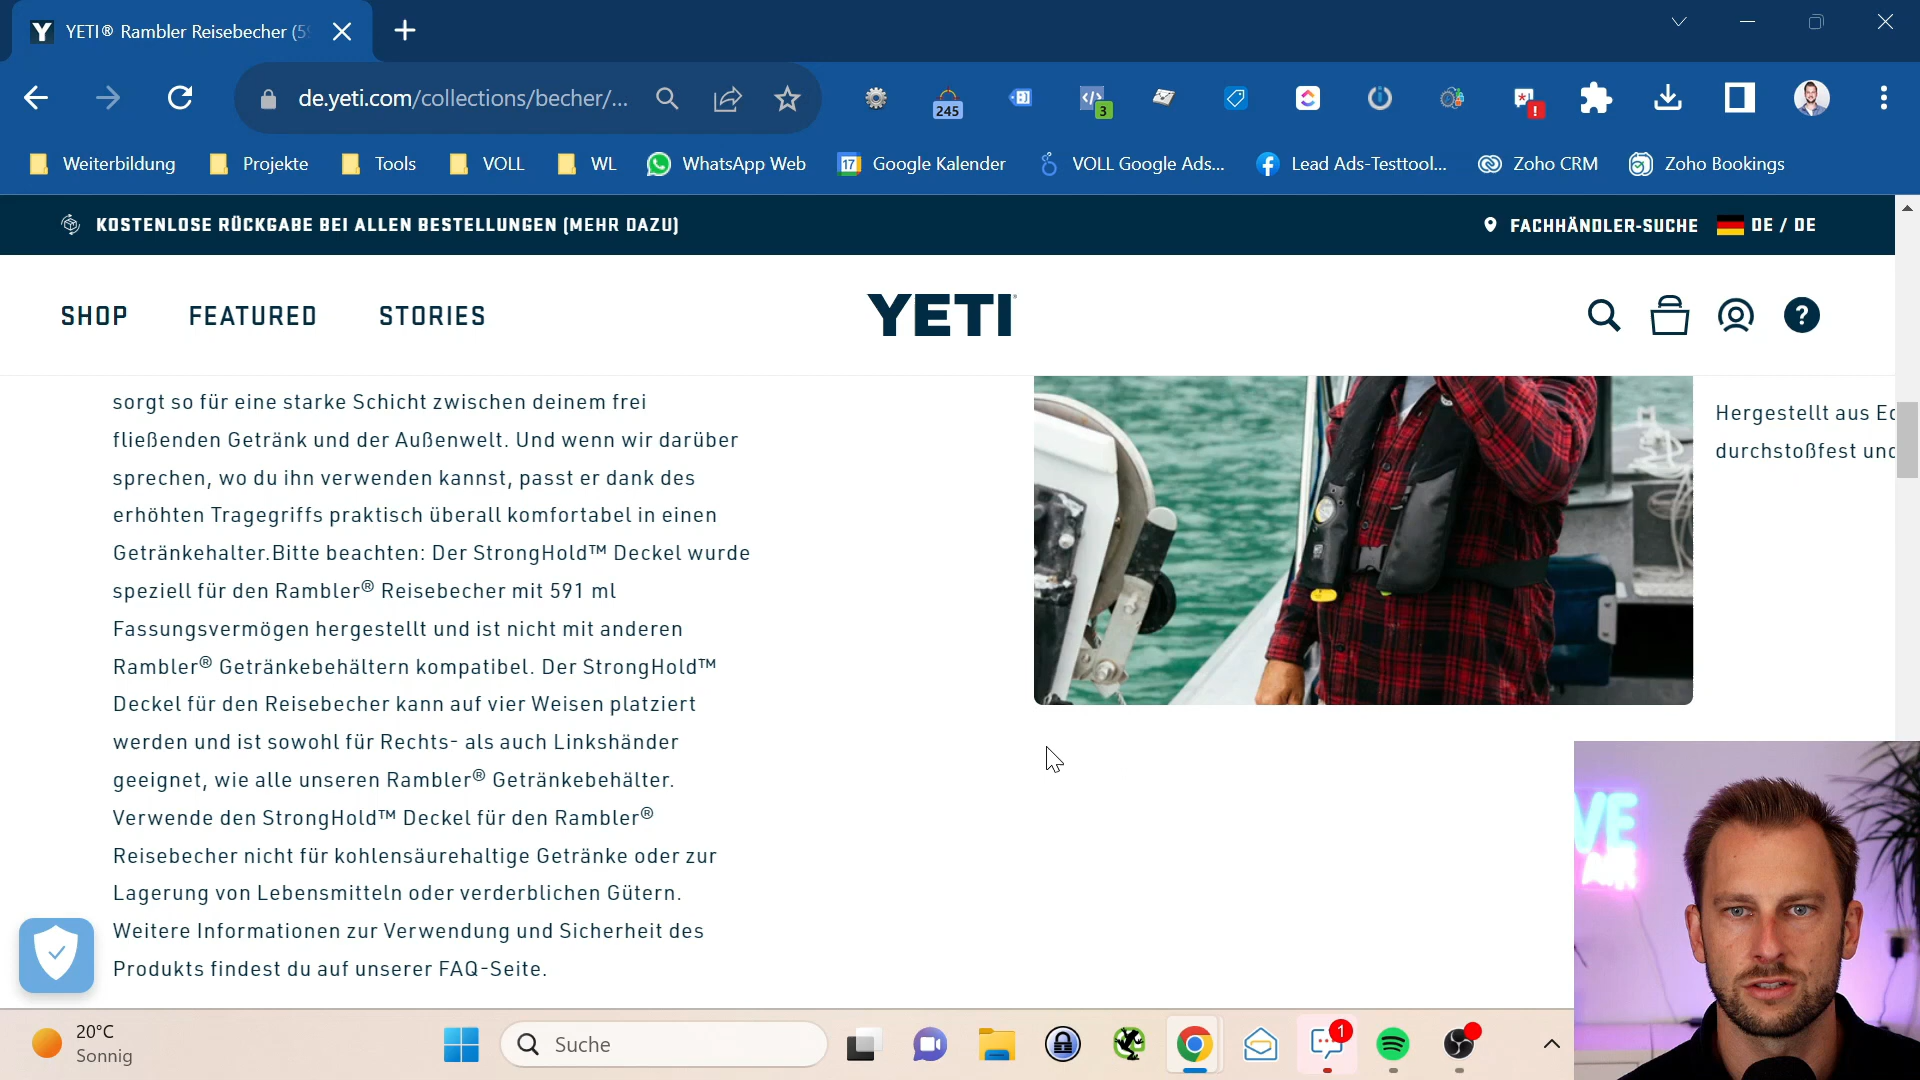 YETI® Rambler Reisebecher (59
de.yeti.com/collections/becher/...
245
3
Weiterbildung
Projekte
Tools
VOLL
WL
WhatsApp Web
17
Google Kalender
VOLL Google Ads...
Lead Ads-Testtool...
Zoho CRM
Zoho Bookings
KOSTENLOSE RÜCKGABE BEI ALLEN BESTELLUNGEN (MEHR DAZU)
FACHHÄNDLER-SUCHE
DE / DE
SHOP
FEATURED
STORIES
YETI
sorgt so für eine starke Schicht zwischen deinem frei
fließenden Getränk und der Außenwelt. Und wenn wir darüber
sprechen, wo du ihn verwenden kannst, passt er dank des
erhöhten Tragegriffs praktisch überall komfortabel in einen
Getränkehalter.Bitte beachten: Der StrongHold™ Deckel wurde
speziell für den Rambler® Reisebecher mit 591 ml
Fassungsvermögen hergestellt und ist nicht mit anderen
Rambler® Getränkebehältern kompatibel. Der StrongHold™
Deckel für den Reisebecher kann auf vier Weisen platziert
werden und ist sowohl für Rechts- als auch Linkshänder
geeignet, wie alle unseren Rambler® Getränkebehälter.
Verwende den StrongHold™ Deckel für den Rambler®
Reisebecher nicht für kohlensäurehaltige Getränke oder zur
Lagerung von Lebensmitteln oder verderblichen Gütern.
Weitere Informationen zur Verwendung und Sicherheit des
Produkts findest du auf unserer FAQ-Seite.
Hergestellt aus Ed
durchstoßfest und
20°C
Sonnig
Suche
1